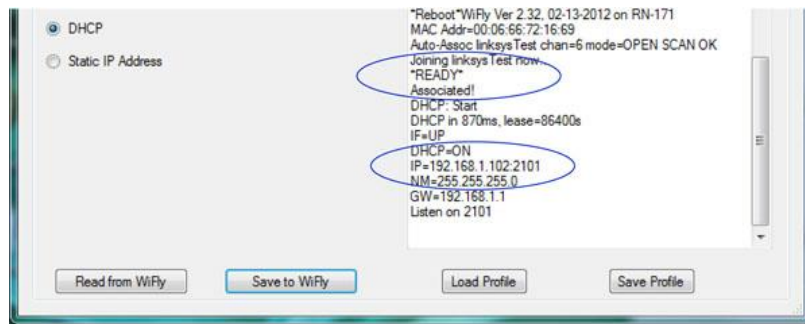 DHCP
Static IP Address
*Reboot*WiFly Ver 2.32, 02-13-2012 on RN-171
MAC Addr=00:06:66:72:16:69
Auto-Assoc linksysTest chan=6 mode=OPEN SCAN OK
Joining linksysTest now..
*READY*
Associated!
DHCP: Start
DHCP in 870ms, lease=86400s
IF=UP
DHCP=ON
IP=192.168.1.102:2101
NM=255.255.255.0
GW=192.168.1.1
Listen on 2101
Read from WiFly
Save to WiFly
Load Profile
Save Profile